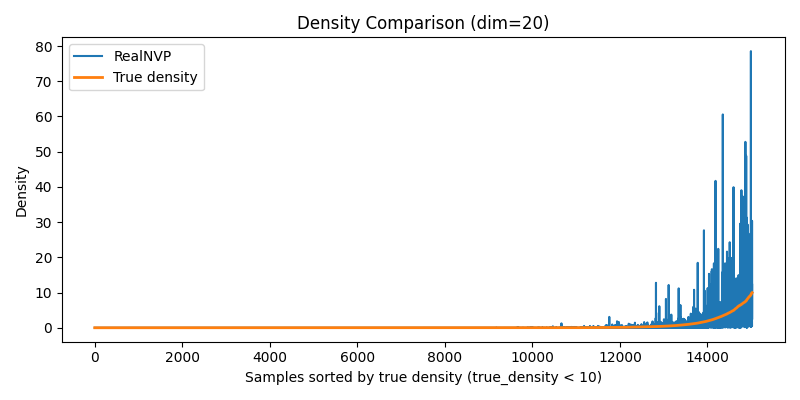 Density Comparison (dim=20)
RealNVP
True density
Density
80
70
60
50
40
30
20
10
0
0 2000 4000 6000 8000 10000 12000 14000
Samples sorted by true density (true_density < 10)